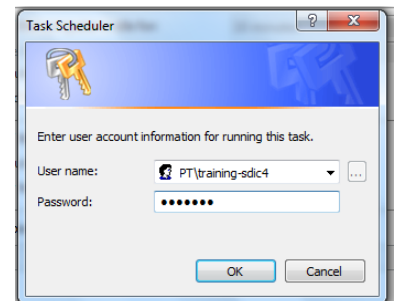 Task Scheduler
Enter user account information for running this task.
User name: PT\training-sdic4 ...
Password: •••••••
OK Cancel